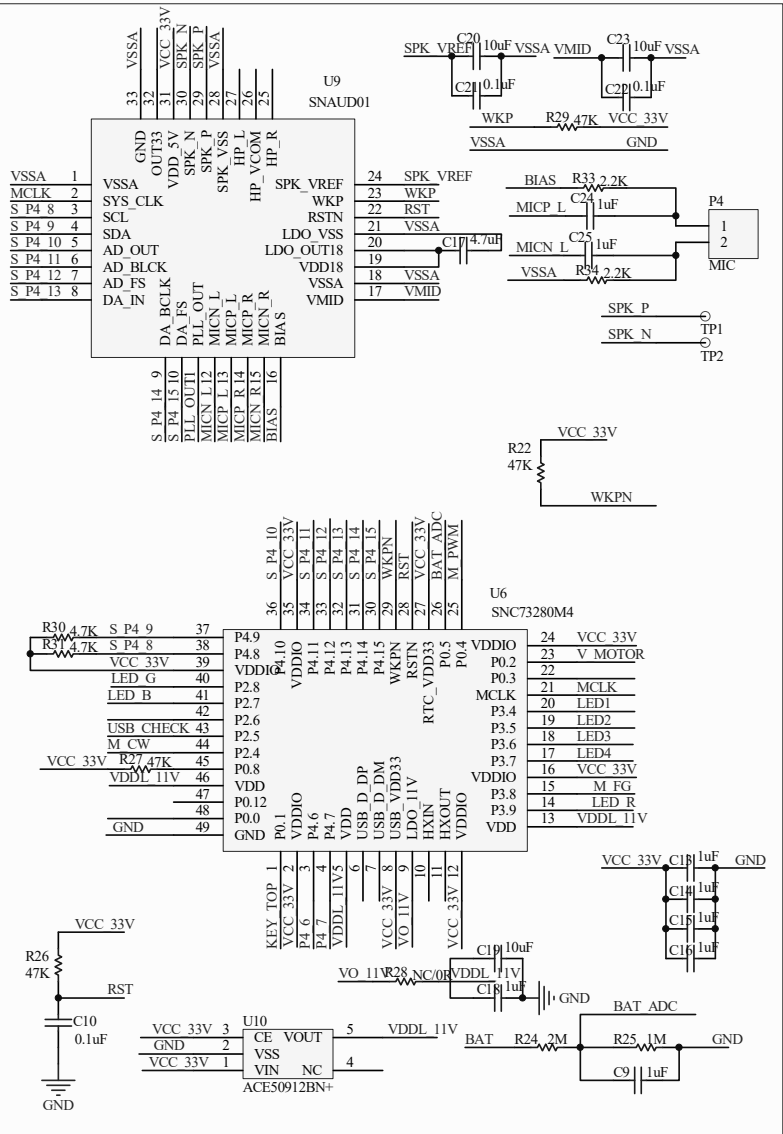 VSSA
VCC_33V
SPK_N
SPK_P
VSSA
33
32
31
30
29
28
27
26
25
U9
SNAUD01
GND
OUT33
VDD_5V
SPK_N
SPK_P
SPK_VSS
HP_L
HP_VCOM
HP_R
VSSA 1 VSSA
MCLK 2 SYS_CLK
S_P4_8 3 SCL
S_P4_9 4 SDA
S_P4_10 5 AD_OUT
S_P4_11 6 AD_BLCK
S_P4_12 7 AD_FS
S_P4_13 8 DA_IN
SPK_VREF 24 SPK_VREF
WKP 23 WKP
RSTN 22 RST
LDO_VSS 21 VSSA
LDO_OUT18 20
VDD18 19
VSSA 18 VSSA
VMID 17 VMID
C17 4.7uF
DA_BCLK
DA_FS
PLL_OUT
MICN_L
MICP_L
MICP_R
MICN_R
BIAS
S_P4_14 9
S_P4_15 10
PLL_OUT1
MICN_L12
MICP_L 13
MICP_R 14
MICN_R15
BIAS 16
SPK_VREF C20 10uF VSSA
C21 0.1uF
VMID C23 10uF VSSA
C22 0.1uF
WKP R29 47K VCC_33V
VSSA GND
BIAS R33 2.2K
MICP_L C24 1uF
MICN_L C25 1uF
VSSA R34 2.2K
P4
1
2
MIC
SPK_P
TP1
SPK_N
TP2
VCC_33V
R22
47K
WKPN
S_P4_10
VCC_33V
S_P4_11
S_P4_12
S_P4_13
S_P4_14
S_P4_15
WKPN
RST
VCC_33V
BAT_ADC
M_PWM
36
35
34
33
32
31
30
29
28
27
26
25
U6
SNC73280M4
P4.10
VDDIO
P4.11
P4.12
P4.13
P4.14
P4.15
WKPN
RSTN
RTC_VDD33
P0.5
P0.4
R30 4.7K S_P4_9 37 P4.9
R31 4.7K S_P4_8 38 P4.8
VCC_33V 39 VDDIO
LED_G 40 P2.8
LED_B 41 P2.7
42 P2.6
USB_CHECK 43 P2.5
M_CW 44 P2.4
VCC_33V R27 47K 45 P0.8
VDDL_11V 46 VDD
47 P0.12
48 P0.0
GND 49 GND
VDDIO 24 VCC_33V
P0.2 23 V_MOTOR
P0.3 22
MCLK 21 MCLK
P3.4 20 LED1
P3.5 19 LED2
P3.6 18 LED3
P3.7 17 LED4
VDDIO 16 VCC_33V
P3.8 15 M_FG
P3.9 14 LED_R
VDD 13 VDDL_11V
P0.1
VDDIO
P4.6
P4.7
VDD
USB_D_DP
USB_D_DM
USB_VDD33
LDO_11V
HXIN
HXOUT
VDDIO
KEY_TOP 1
VCC_33V 2
P4_6 3
P4_7 4
VDDL_11V5
6
7
VCC_33V 8
VO_11V 9
10
11
VCC_33V 12
VCC_33V C13 1uF GND
C14 1uF
C15 1uF
C16 1uF
VCC_33V
R26
47K
RST
C10
0.1uF
GND
VO_11V R28 NC/0R VDDL_11V
C19 10uF
C18 1uF
GND
U10
VCC_33V 3 CE VOUT 5 VDDL_11V
GND 2 VSS
VCC_33V 1 VIN NC 4
ACE50912BN+
BAT_ADC
BAT R24 2M R25 1M GND
C9 1uF